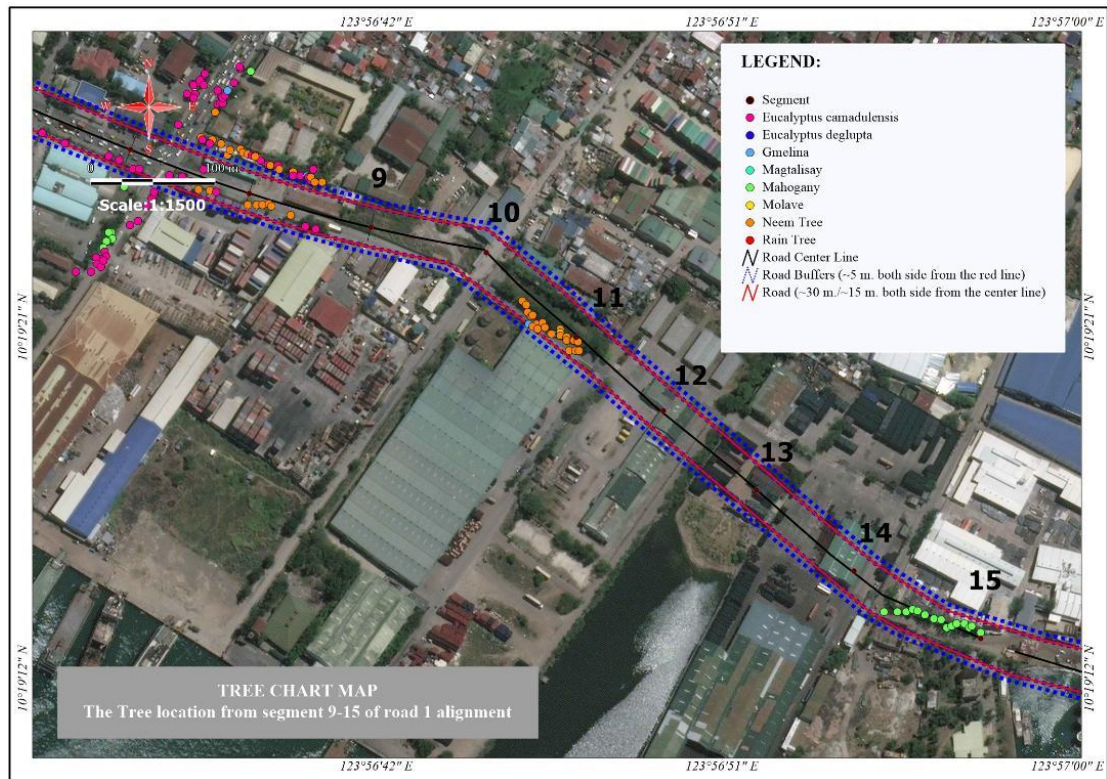 123°56'42" E
123°56'51" E
123°57'00" E
LEGEND:
Segment
Eucalyptus camadulensis
Eucalyptus deglupta
Gmelina
Magtalisay
Mahogany
Molave
Neem Tree
Rain Tree
Road Center Line
Road Buffers (~5 m. both side from the red line)
Road (~30 m./~15 m. both side from the center line)
N
W
S
0
100 m
Scale:1:1500
9
10
11
12
13
14
15
10°19'21" N
10°19'21" N
10°19'12" N
10°19'12" N
TREE CHART MAP
The Tree location from segment 9-15 of road 1 alignment
123°56'42" E
123°56'51" E
123°57'00" E